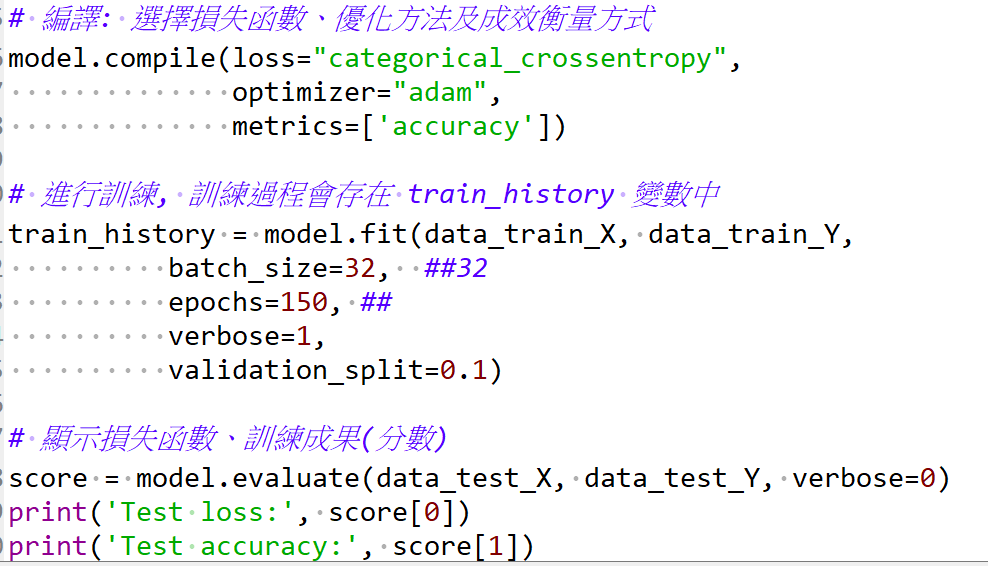 # 編譯: 選擇損失函數、優化方法及成效衡量方式
model.compile(loss="categorical_crossentropy",
optimizer="adam",
metrics=['accuracy'])
# 進行訓練, 訓練過程會存在 train_history 變數中
train_history = model.fit(data_train_X, data_train_Y,
batch_size=32,  ##32
epochs=150, ##
verbose=1,
validation_split=0.1)
# 顯示損失函數、訓練成果(分數)
score = model.evaluate(data_test_X, data_test_Y, verbose=0)
print('Test loss:', score[0])
print('Test accuracy:', score[1])